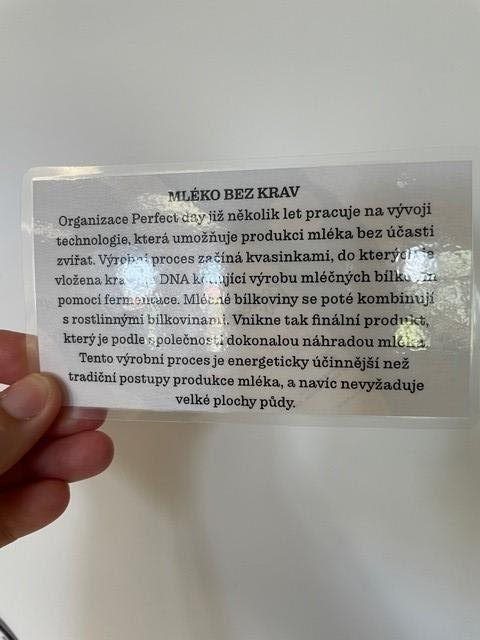 MLÉKO BEZ KRAV
Organizace Perfect day již několik let pracuje na vývoji
technologie, která umožňuje produkci mléka bez účasti
zvířat. Výrobní proces začíná kvasinkami, do kterých je
vložena DNA kódující výrobu mléčných bílkovin
pomocí fermentace. Mléčné bílkoviny se poté kombinují
s rostlinnými bílkovinami. Vnikne tak finální produkt,
který je podle společnosti dokonalou náhradou mléka.
Tento výrobní proces je energeticky účinnější než
tradiční postupy produkce mléka, a navíc nevyžaduje
velké plochy půdy.